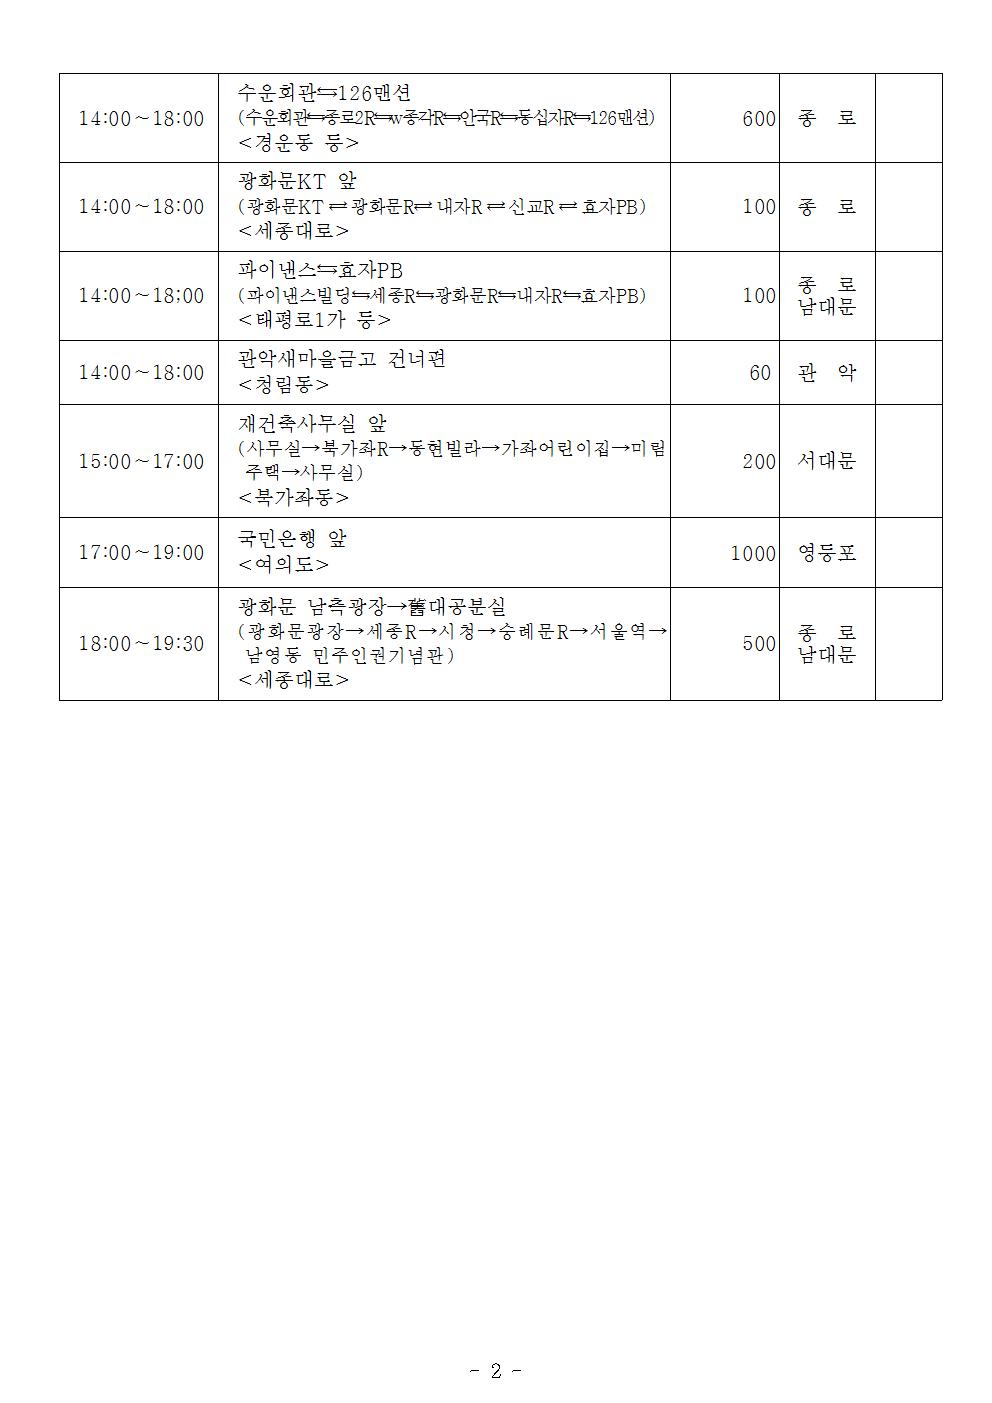 14:00～18:00
수운회관⇆126맨션
(수운회관⇆종로2R⇆w종각R⇆안국R⇆동십자R⇆126맨션)
<경운동 등>
600
종 로
14:00～18:00
광화문KT 앞
(광화문KT ⇌ 광화문R⇌ 내자R ⇌ 신교R ⇌ 효자PB)
<세종대로>
100
종 로
14:00～18;00
파이낸스⇆효자PB
(파이낸스빌딩⇆세종R⇆광화문R⇆내자R⇆효자PB)
<태평로1가 등>
100
종 로
남대문
14:00～18:00
관악새마을금고 건너편
<청림동>
60
관 악
15:00～17:00
재건축사무실 앞
(사무실→북가좌R→동현빌라→가좌어린이집→미림
주택→사무실)
<북가좌동>
200
서대문
17:00～19:00
국민은행 앞
<여의도>
1000
영등포
18:00～19:30
광화문 남측광장→舊대공분실
(광화문광장→세종R→시청→숭례문R→서울역→
남영동 민주인권기념관)
<세종대로>
500
종 로
남대문
- 2 -